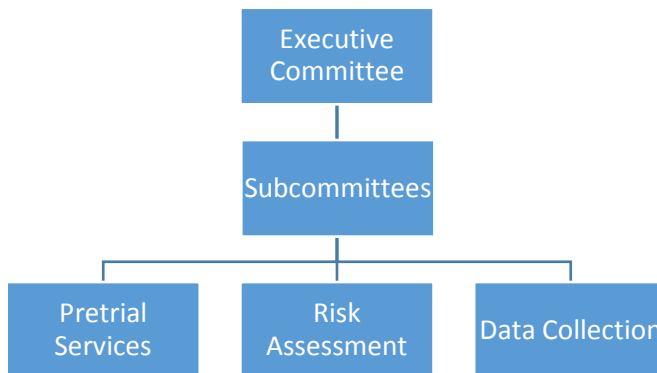 Executive
Committee
Subcommittees
Pretrial
Services
Risk
Assessment
Data Collection